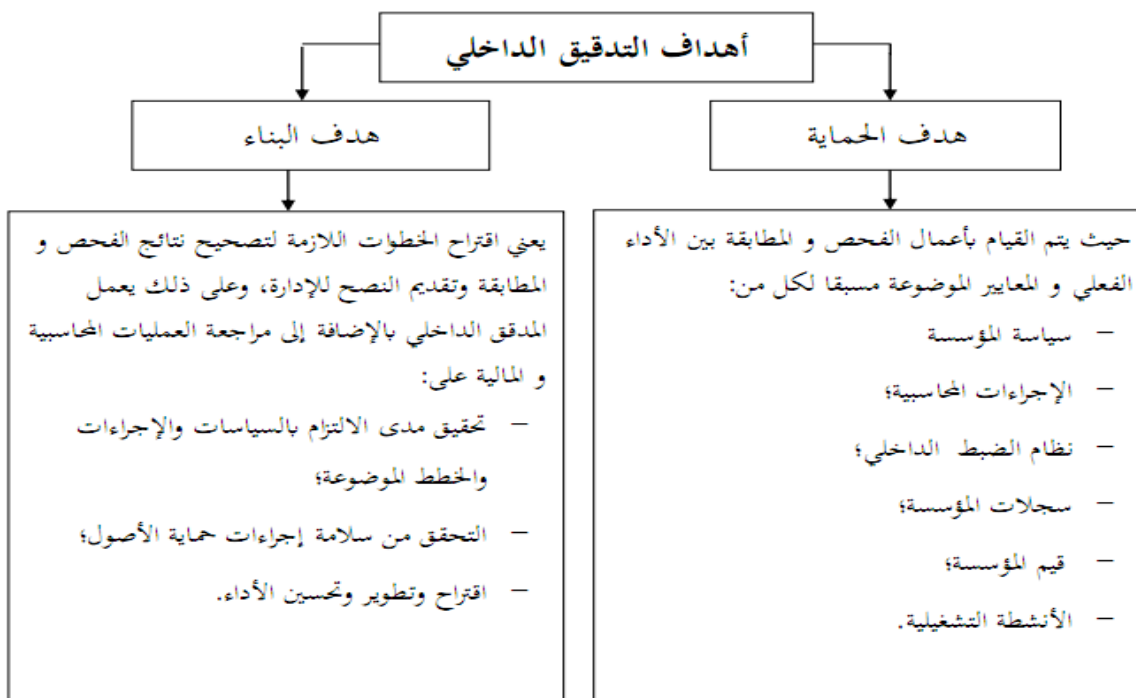 أهداف التدقيق الداخلي
هدف الحماية
هدف البناء
حيث يتم القيام بأعمال الفحص و المطابقة بين الأداء
الفعلي و المعايير الموضوعة مسبقا لكل من:
– سياسة المؤسسة
– الإجراءات المحاسبية؛
– نظام الضبط الداخلي؛
– سجلات المؤسسة؛
– قيم المؤسسة؛
– الأنشطة التشغيلية.
يعني اقتراح الخطوات اللازمة لتصحيح نتائج الفحص و
المطابقة وتقديم النصح للإدارة، وعلى ذلك يعمل
المدقق الداخلي بالإضافة إلى مراجعة العمليات المحاسبية
و المالية على:
– تحقيق مدى الالتزام بالسياسات والإجراءات
والخطط الموضوعة؛
– التحقق من سلامة إجراءات حماية الأصول؛
– اقتراح وتطوير وتحسين الأداء.